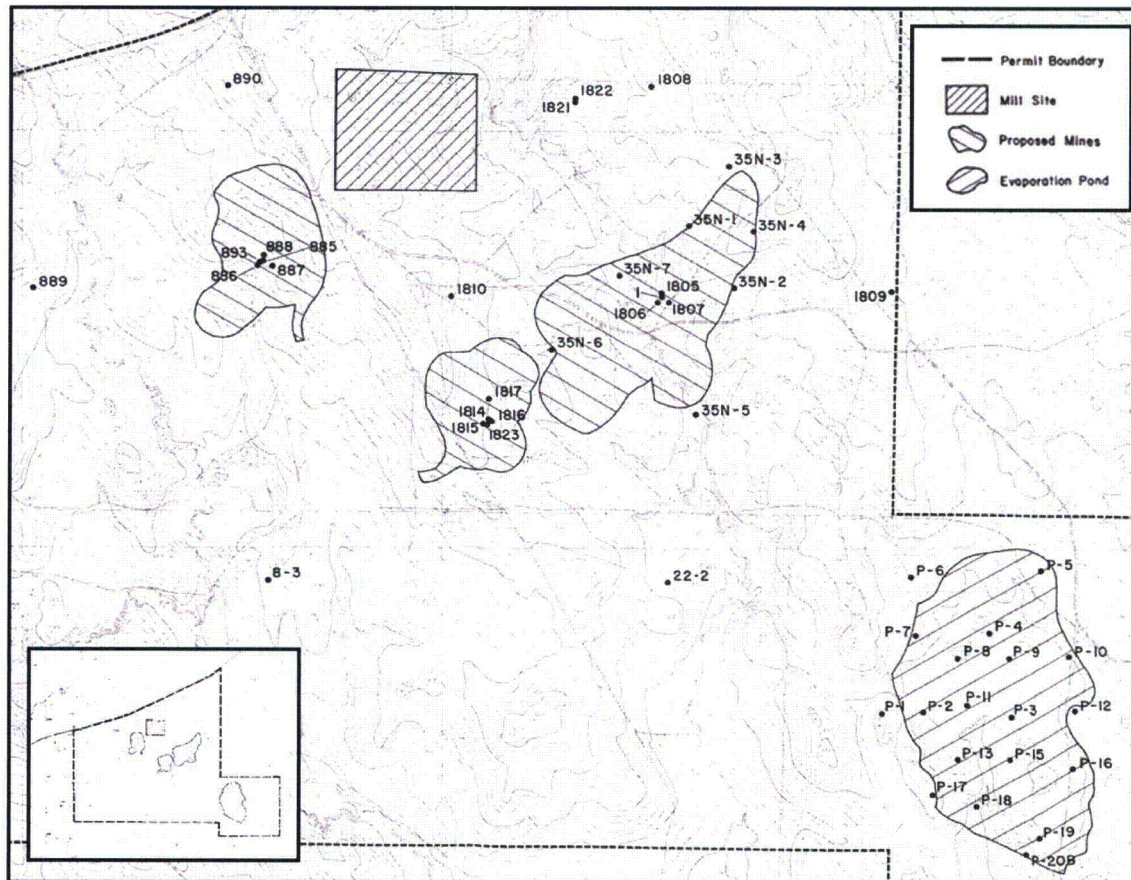 890
1822
1821
1808
Permit Boundary
Mill Site
Proposed Mines
Evaporation Pond
35N-3
35N-1
35N-4
888
885
893
886
887
889
35N-7
35N-2
1810
1
1805
1806
1807
1809
35N-6
1817
1814
1816
1815
1823
35N-5
8-3
22-2
P-6
P-5
P-7
P-4
P-8
P-9
P-10
P-1
P-2
P-11
P-3
P-12
P-13
P-15
P-16
P-17
P-18
P-19
P-20B